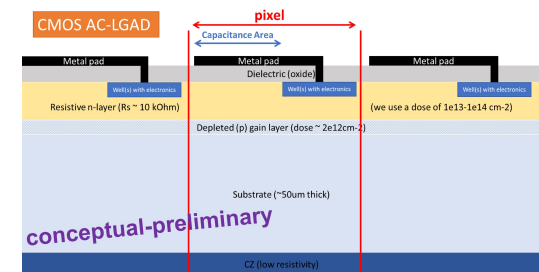 CMOS AC-LGAD
pixel
Capacitance Area
Metal pad
Metal pad
Metal pad
Dielectric (oxide)
Well(s) with electronics
Well(s) with electronics
Well(s) with electronics
Resistive n-layer (Rs ~ 10 kOhm)
(we use a dose of 1e13-1e14 cm-2)
Depleted (p) gain layer (dose ~ 2e12cm-2)
Substrate (~50um thick)
conceptual-preliminary
CZ (low resistivity)